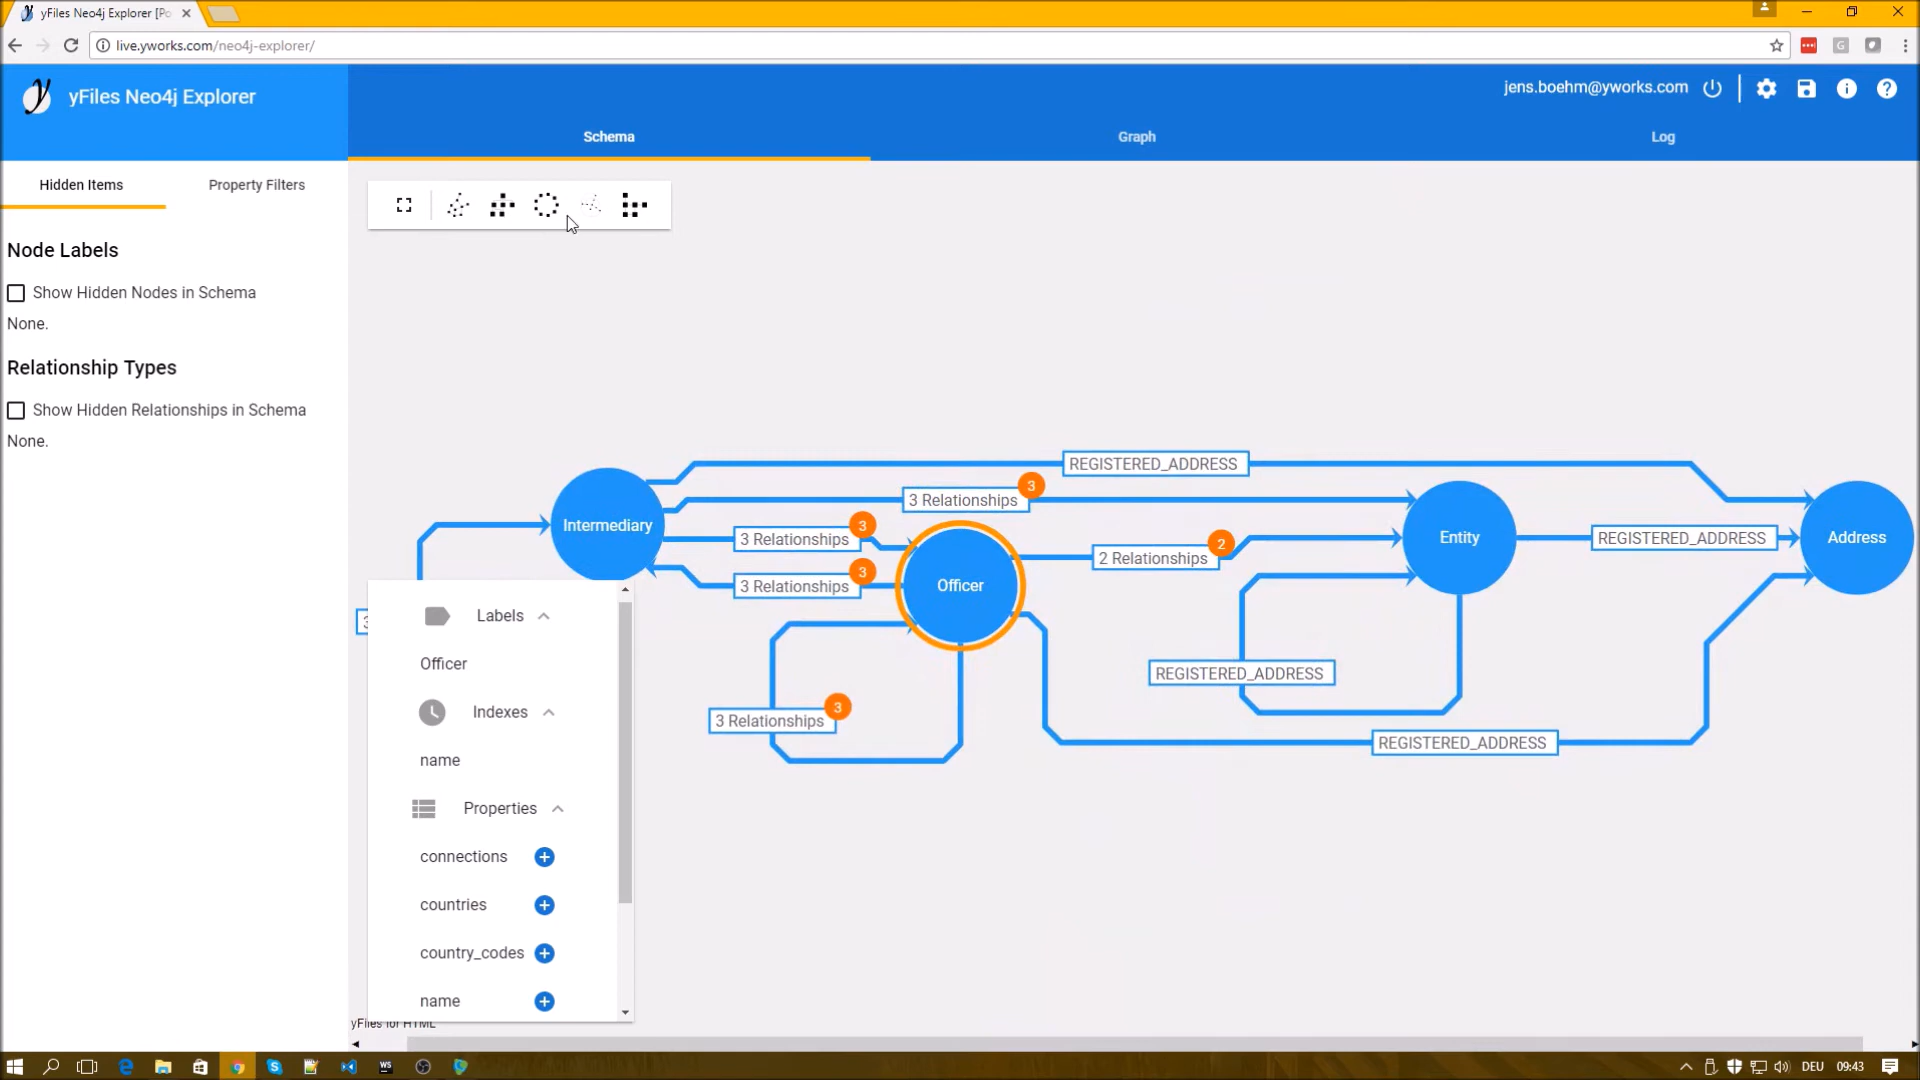 yFiles Neo4j Explorer [Po
live.yworks.com/neo4j-explorer/
yFiles Neo4j Explorer
jens.boehm@yworks.com
Schema
Graph
Log
Hidden Items
Property Filters
Node Labels
Show Hidden Nodes in Schema
None.
Relationship Types
Show Hidden Relationships in Schema
None.
REGISTERED_ADDRESS
3 Relationships
3
Intermediary
3 Relationships
3
2 Relationships
2
Entity
REGISTERED_ADDRESS
Address
3 Relationships
3
Officer
3
REGISTERED_ADDRESS
3 Relationships
3
REGISTERED_ADDRESS
Labels
Officer
Indexes
name
Properties
connections
countries
country_codes
name
yFiles for HTML
WS
DEU
09:43